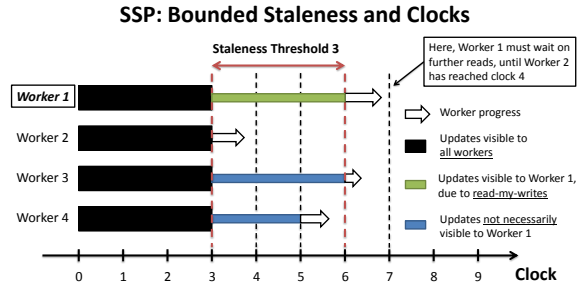 SSP: Bounded Staleness and Clocks
Staleness Threshold 3
Here, Worker 1 must wait on
further reads, until Worker 2
has reached clock 4
Worker 1
Worker 2
Worker 3
Worker 4
Worker progress
Updates visible to
all workers
Updates visible to Worker 1,
due to read-my-writes
Updates not necessarily
visible to Worker 1
0 1 2 3 4 5 6 7 8 9 Clock